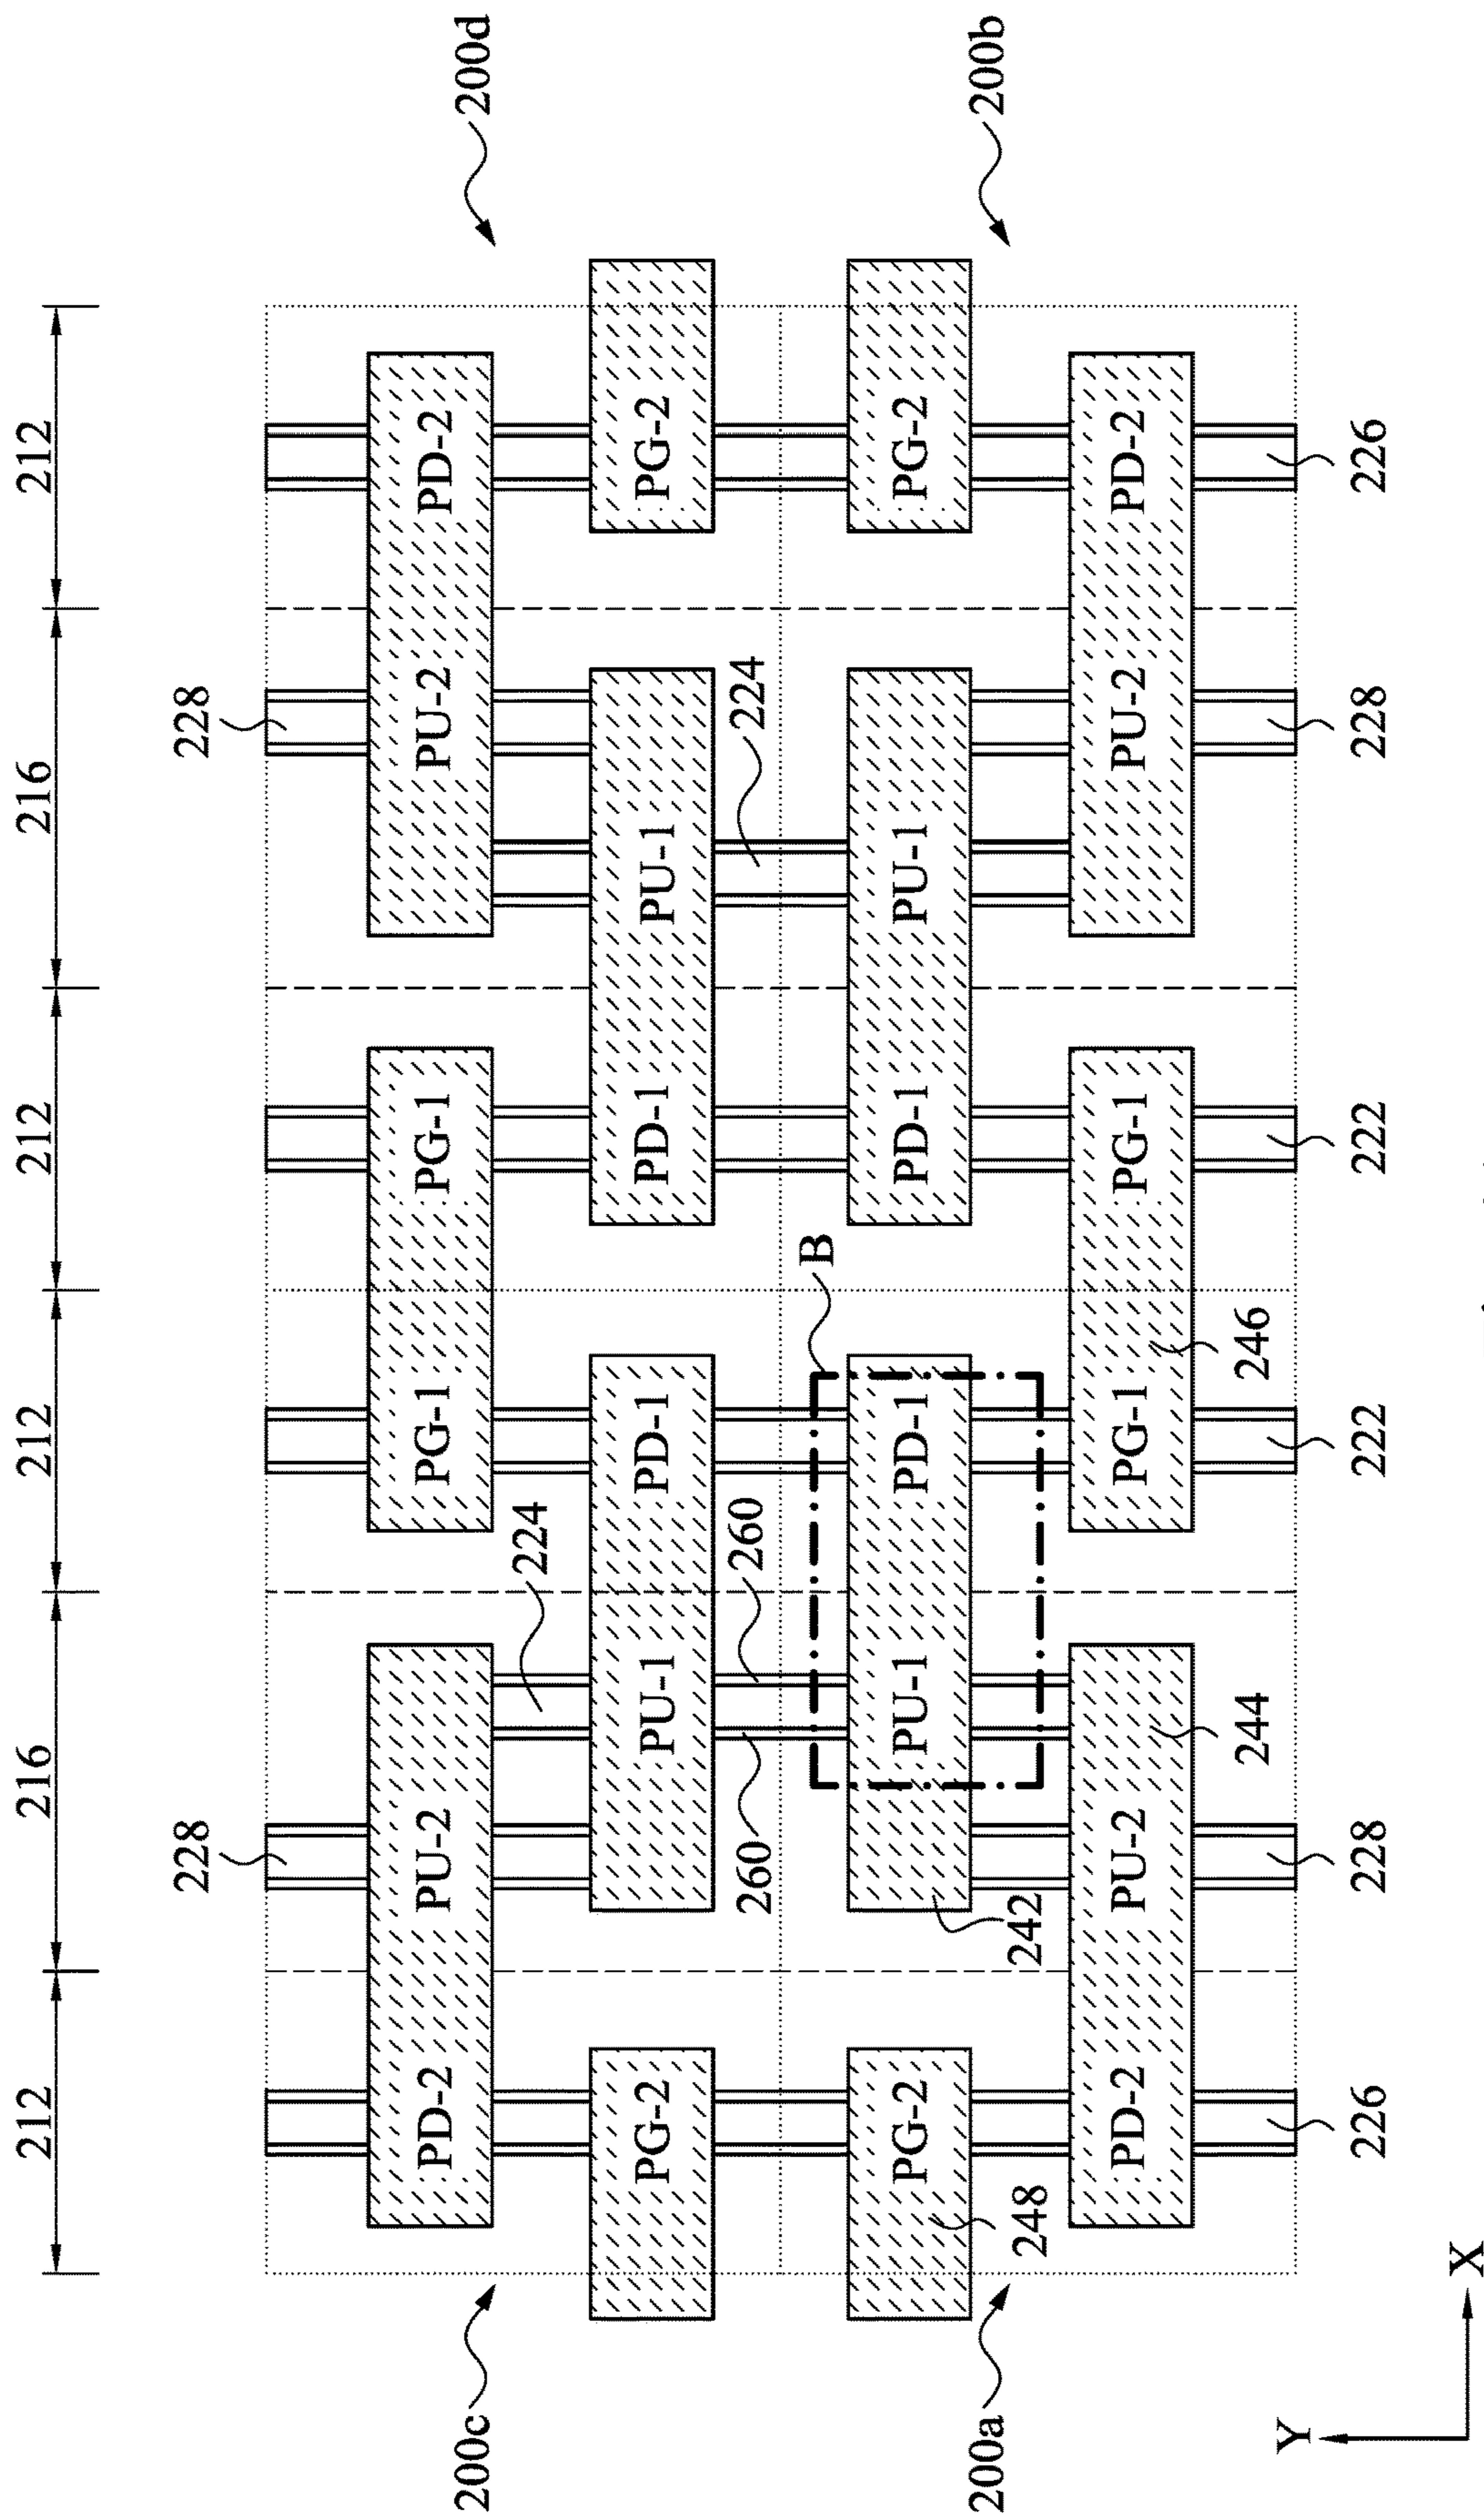 212 216 212 212 216 212
228 228
PD-2 PU-2 PG-1 PG-1 PU-2 PD-2
200c 200d
224
PG-2 PU-1 PD-1 PD-1 PU-1 PG-2
260 260 224
B
PG-2 PU-1 PD-1 PD-1 PU-1 PG-2
200a 200b
248 242
PD-2 PU-2 PG-1 PG-1 PU-2 PD-2
244 246
Y
226 228 222 222 228 226
X